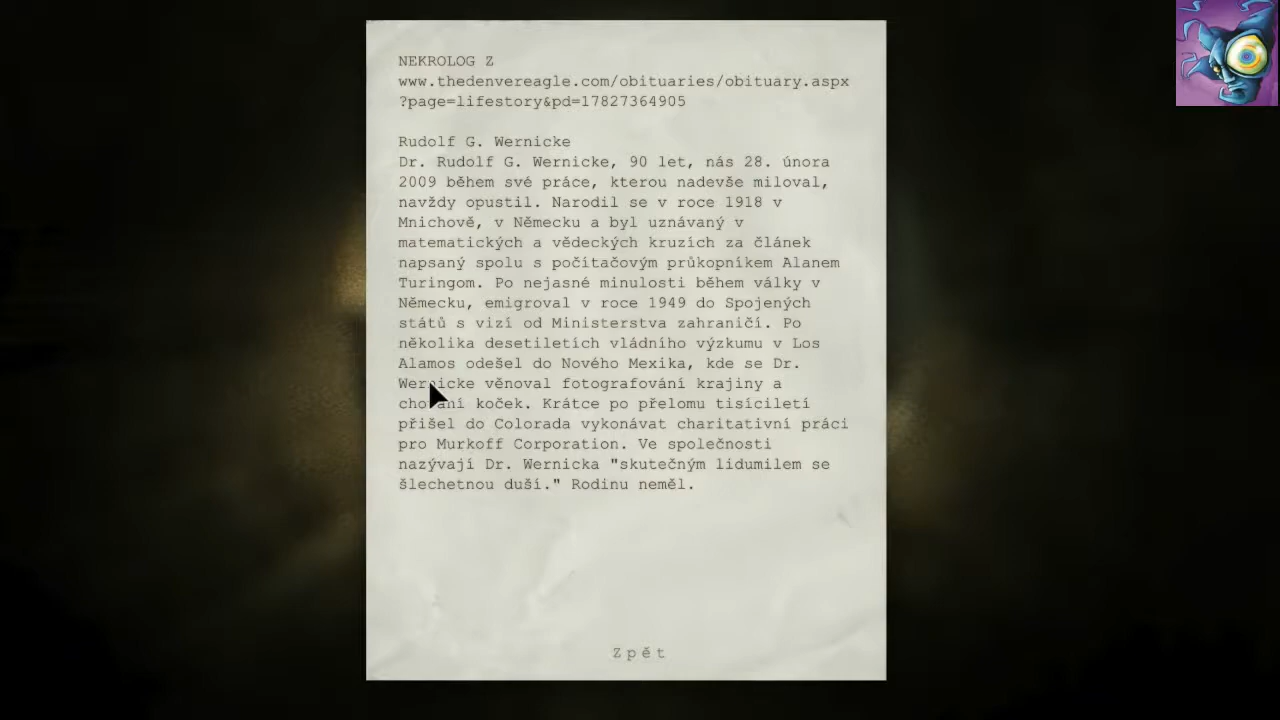 NEKROLOG Z
www.thedenvereagle.com/obituaries/obituary.aspx
?page=lifestory&pd=17827364905
Rudolf G. Wernicke
Dr. Rudolf G. Wernicke, 90 let, nás 28. února
2009 během své práce, kterou nadevše miloval,
navždy opustil. Narodil se v roce 1918 v
Mnichově, v Německu a byl uznávaný v
matematických a vědeckých kruzích za článek
napsaný spolu s počítačovým průkopníkem Alanem
Turingom. Po nejasné minulosti během války v
Německu, emigroval v roce 1949 do Spojených
států s vizí od Ministerstva zahraničí. Po
několika desetiletích vládního výzkumu v Los
Alamos odešel do Nového Mexika, kde se Dr.
Wernicke věnoval fotografování krajiny a
chování koček. Krátce po přelomu tisíciletí
přišel do Colorada vykonávat charitativní práci
pro Murkoff Corporation. Ve společnosti
nazývají Dr. Wernicka "skutečným lidumilem se
šlechetnou duší." Rodinu neměl.
Zpět